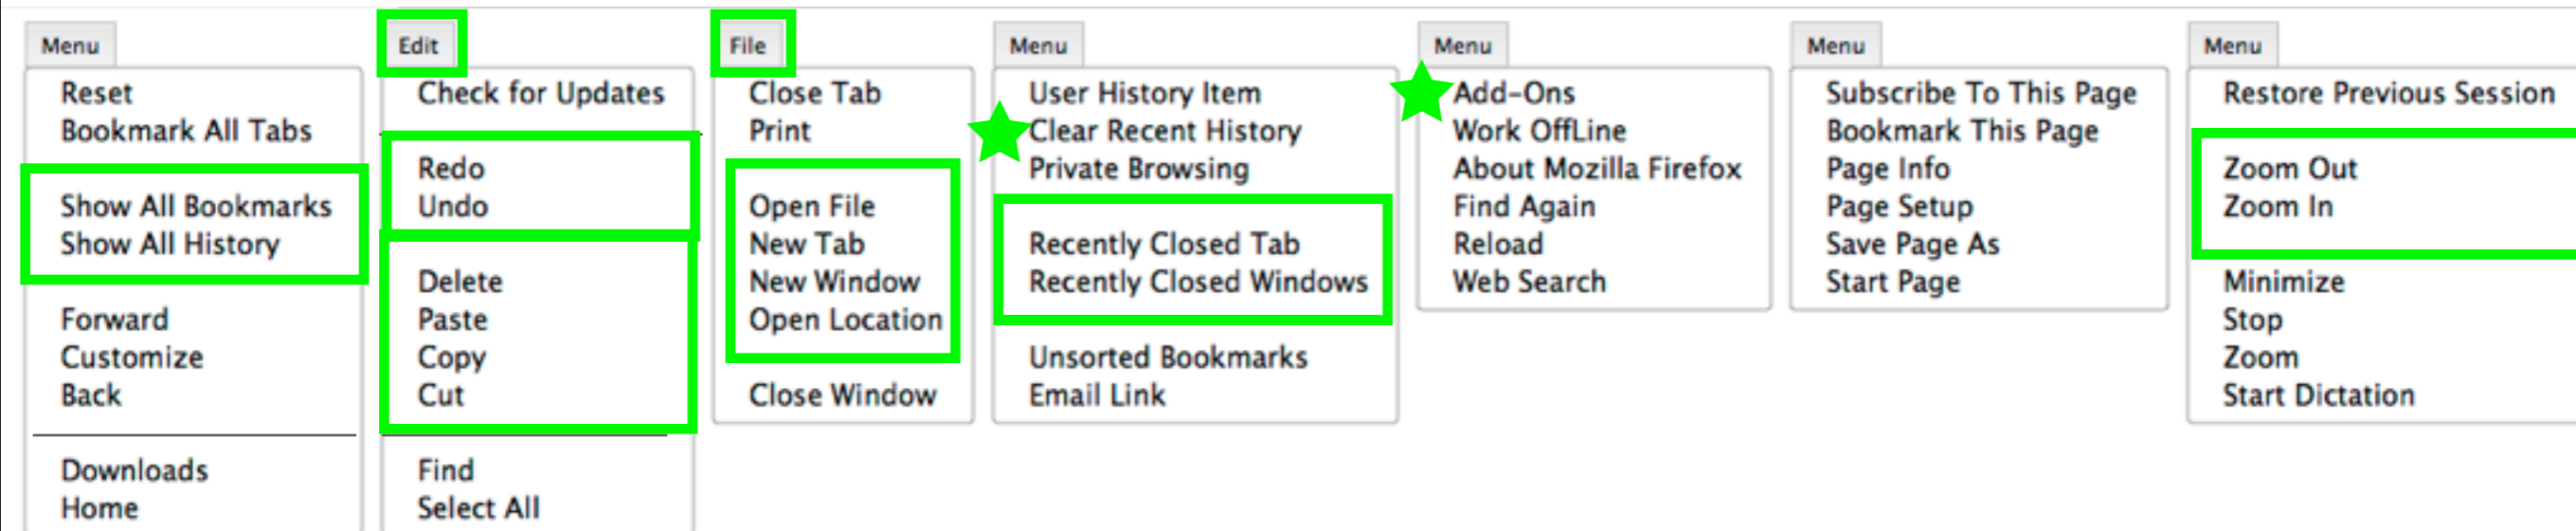 Menu
Reset
Bookmark All Tabs
Show All Bookmarks
Show All History
Forward
Customize
Back
Downloads
Home
Edit
Check for Updates
Redo
Undo
Delete
Paste
Copy
Cut
Find
Select All
File
Close Tab
Print
Open File
New Tab
New Window
Open Location
Close Window
Menu
User History Item
Clear Recent History
Private Browsing
Recently Closed Tab
Recently Closed Windows
Unsorted Bookmarks
Email Link
Menu
Add-Ons
Work OffLine
About Mozilla Firefox
Find Again
Reload
Web Search
Menu
Subscribe To This Page
Bookmark This Page
Page Info
Page Setup
Save Page As
Start Page
Menu
Restore Previous Session
Zoom Out
Zoom In
Minimize
Stop
Zoom
Start Dictation